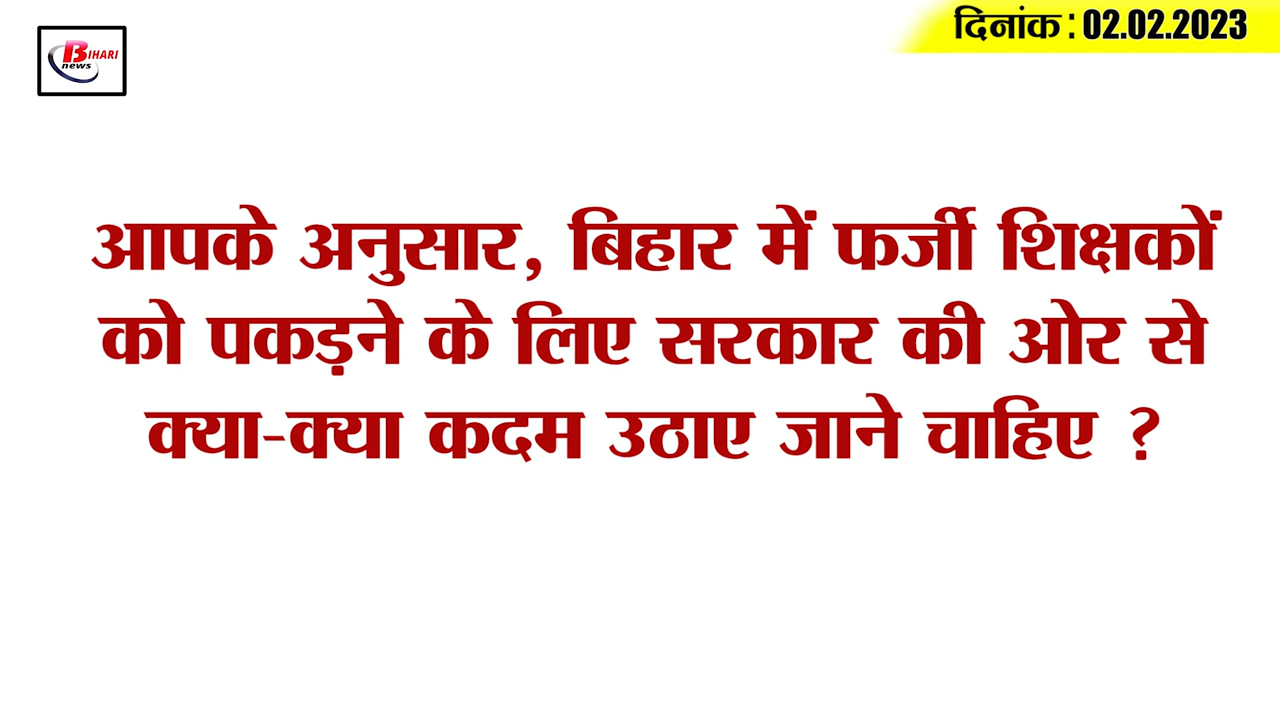 BIHARI
news
दिनांक : 02.02.2023
आपके अनुसार, बिहार में फर्जी शिक्षकों
को पकड़ने के लिए सरकार की ओर से
क्या-क्या कदम उठाए जाने चाहिए ?